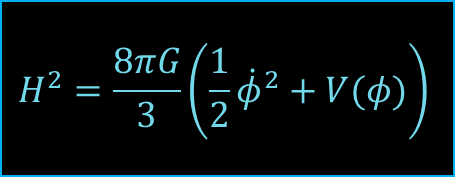 H² = 8πG/3 (1/2 φ̇² + V(φ))